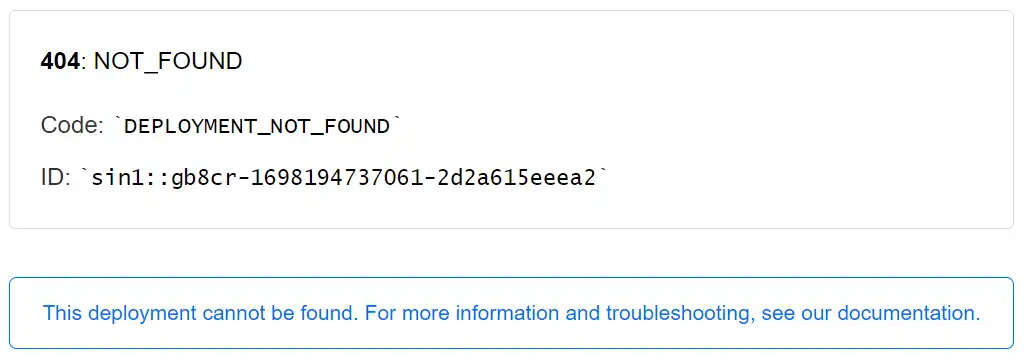 404: NOT_FOUND
Code: `DEPLOYMENT_NOT_FOUND`
ID: `sin1::gb8cr-1698194737061-2d2a615eeea2`
This deployment cannot be found. For more information and troubleshooting, see our documentation.